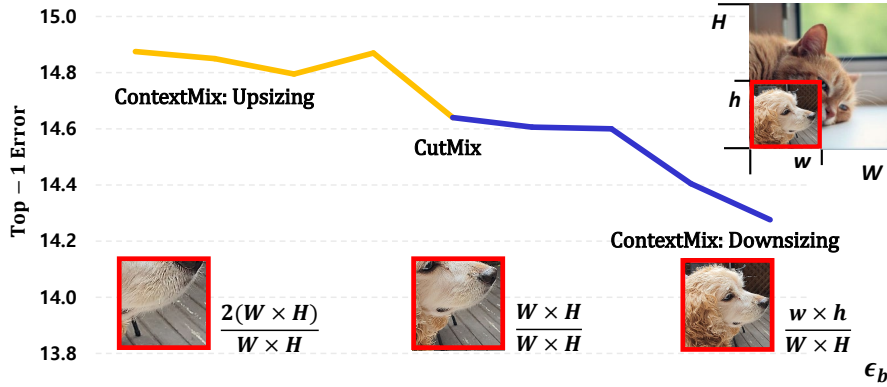 15.0
14.8
14.6
14.4
14.2
14.0
13.8
Top − 1 Error
ContextMix: Upsizing
CutMix
ContextMix: Downsizing
H
h
w
W
2(W × H)
W × H
W × H
W × H
w × h
W × H
ϵ_b